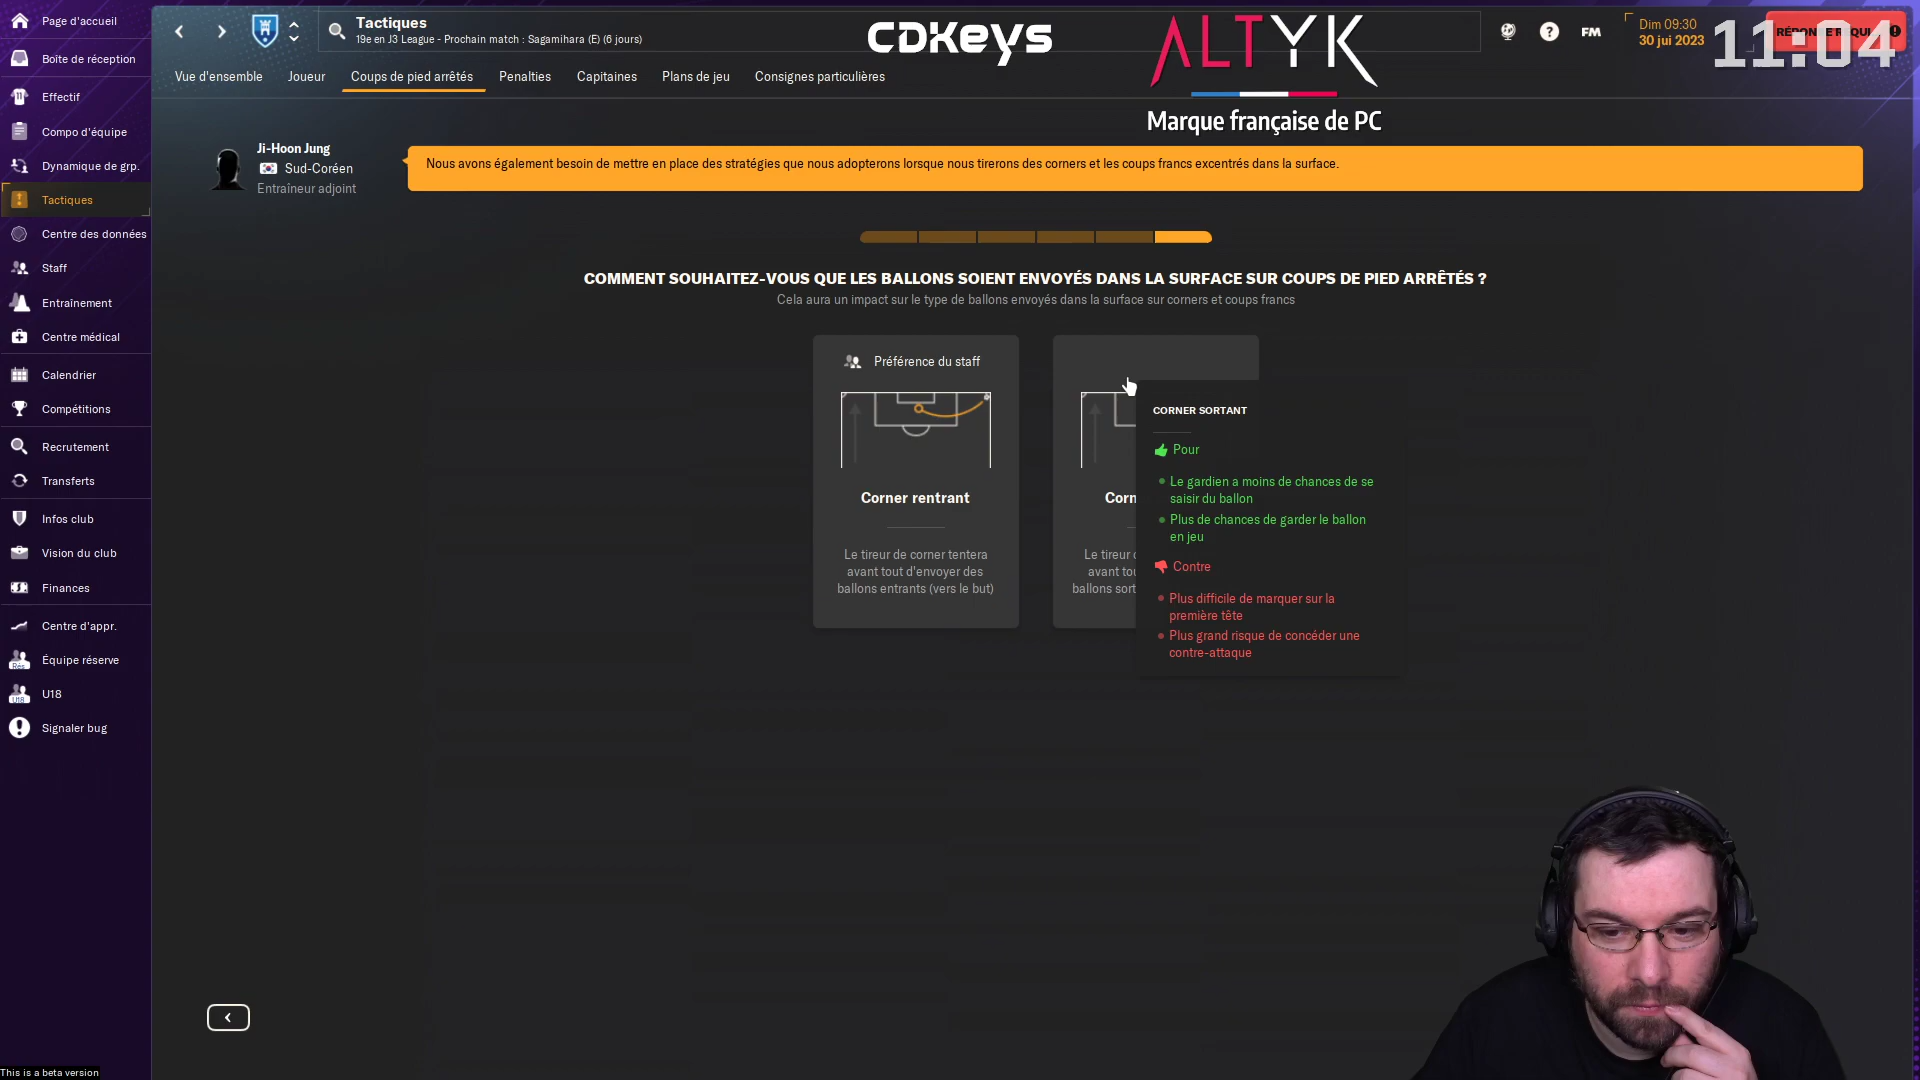 Page d'accueil
Boîte de réception
Effectif
Compo d'équipe
Dynamique de grp.
Tactiques
Centre des données
Staff
Entraînement
Centre médical
Calendrier
Compétitions
Recrutement
Transferts
Infos club
Vision du club
Finances
Centre d'appr.
Équipe réserve
U18
Signaler bug
This is a beta version
Tactiques
19e en J3 League - Prochain match : Sagamihara (E) (6 jours)
CDKeys
ALTYK
Marque française de PC
FM
Dim 09:30
30 jui 2023
11:04
Vue d'ensemble
Joueur
Coups de pied arrêtés
Penalties
Capitaines
Plans de jeu
Consignes particulières
Ji-Hoon Jung
Sud-Coréen
Entraîneur adjoint
Nous avons également besoin de mettre en place des stratégies que nous adopterons lorsque nous tirerons des corners et les coups francs excentrés dans la surface.
COMMENT SOUHAITEZ-VOUS QUE LES BALLONS SOIENT ENVOYÉS DANS LA SURFACE SUR COUPS DE PIED ARRÊTÉS ?
Cela aura un impact sur le type de ballons envoyés dans la surface sur corners et coups francs
Préférence du staff
Corner rentrant
Le tireur de corner tentera
avant tout d'envoyer des
ballons entrants (vers le but)
Corn
Le tireur
avant tou
ballons sort
CORNER SORTANT
Pour
Le gardien a moins de chances de se
saisir du ballon
Plus de chances de garder le ballon
en jeu
Contre
Plus difficile de marquer sur la
première tête
Plus grand risque de concéder une
contre-attaque